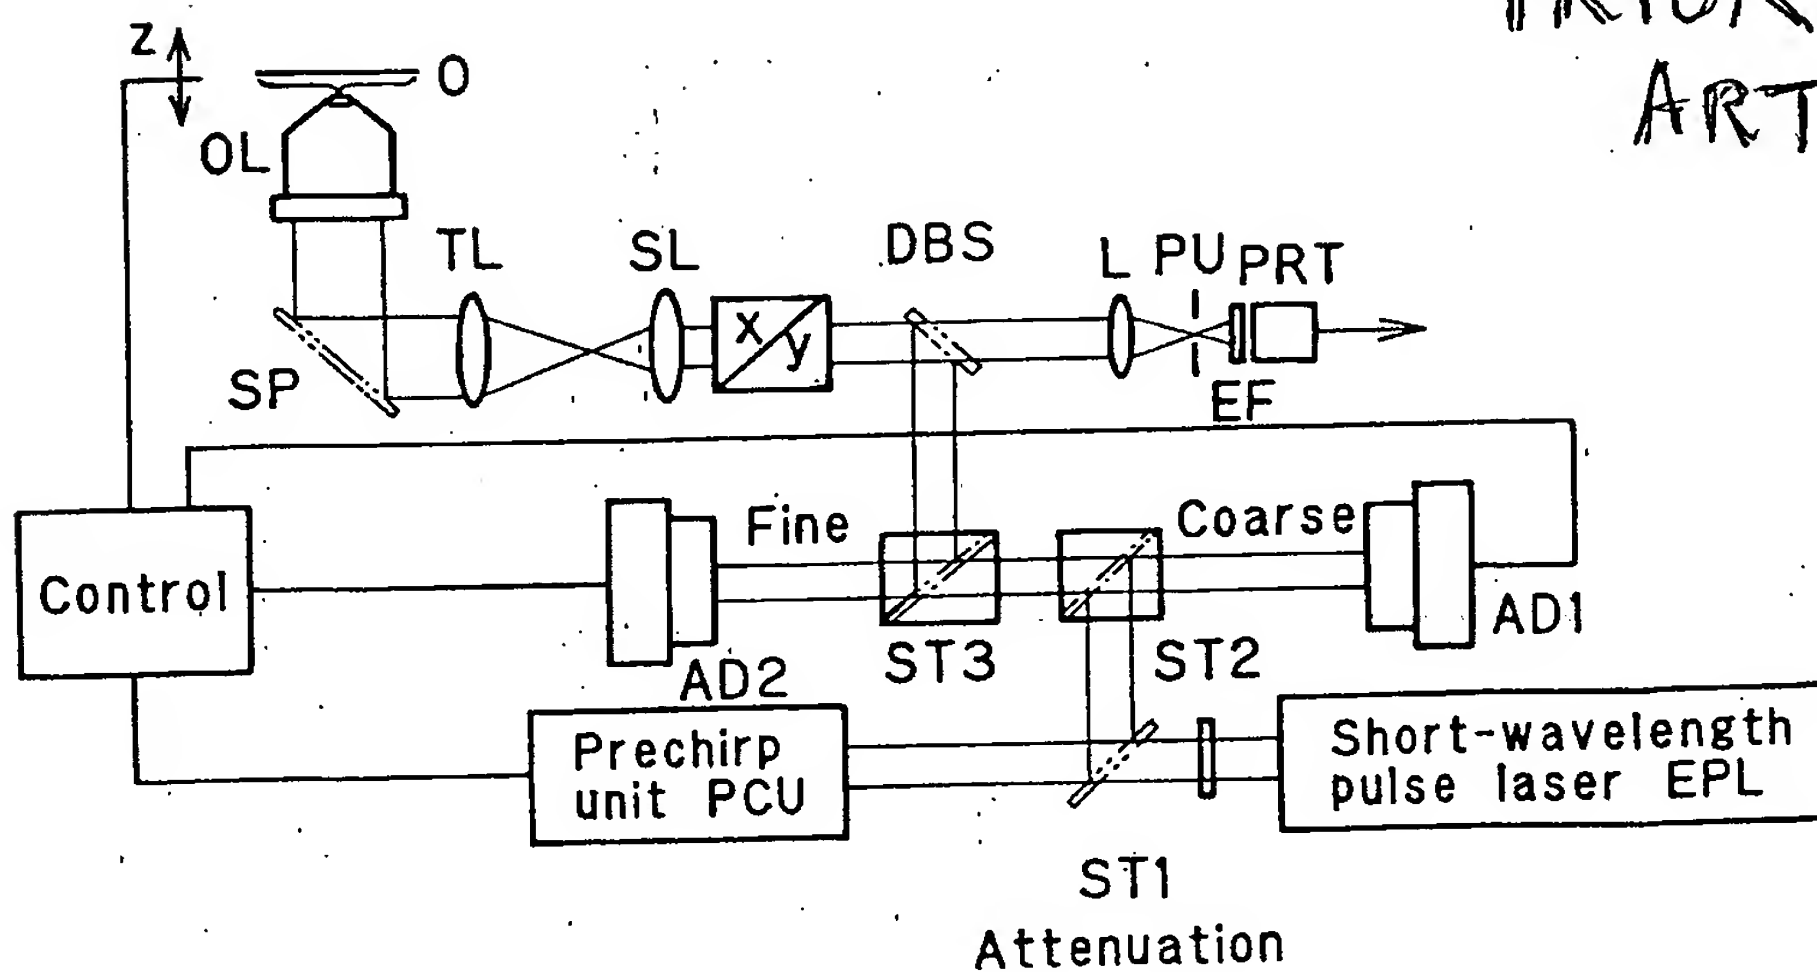 PRIOR
ART
Z
O
OL
TL
SL
DBS
L
PU
PRT
x
y
SP
EF
Fine
Coarse
Control
AD1
AD2
ST3
ST2
Prechirp
unit PCU
Short-wavelength
pulse laser EPL
ST1
Attenuation